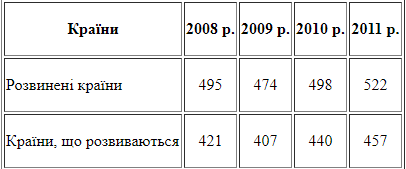 Країни 2008 р. 2009 р. 2010 р. 2011 р.
Розвинені країни 495 474 498 522
Країни, що розвиваються 421 407 440 457